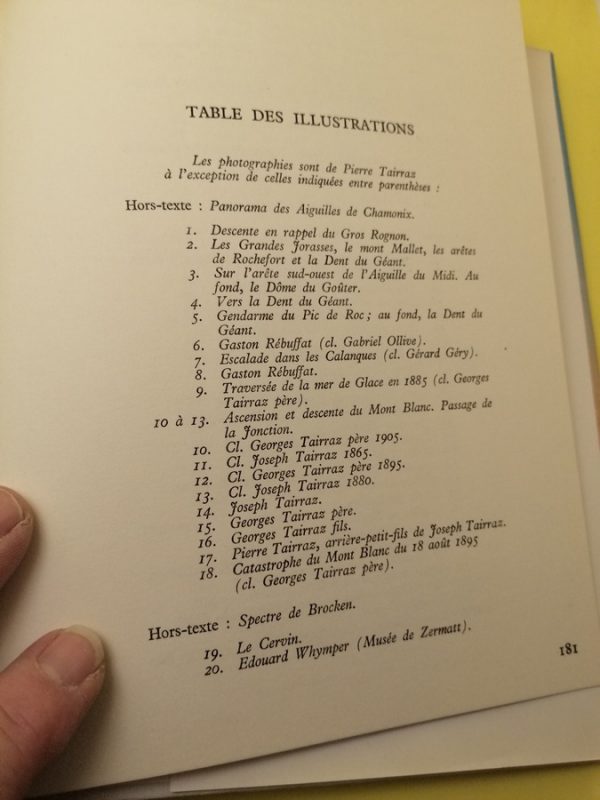 TABLE DES ILLUSTRATIONS
Les photographies sont de Pierre Tairraz
à l'exception de celles indiquées entre parenthèses :
Hors-texte : Panorama des Aiguilles de Chamonix.
1. Descente en rappel du Gros Rognon.
2. Les Grandes Jorasses, le mont Mallet, les arêtes
de Rochefort et la Dent du Géant.
3. Sur l'arête sud-ouest de l'Aiguille du Midi. Au
fond, le Dôme du Goûter.
4. Vers la Dent du Géant.
5. Gendarme du Pic de Roc ; au fond, la Dent du
Géant.
6. Gaston Rébuffat (cl. Gabriel Ollive).
7. Escalade dans les Calanques (cl. Gérard Géry).
8. Gaston Rébuffat.
9. Traversée de la mer de Glace en 1885 (cl. Georges
Tairraz père).
10 à 13. Ascension et descente du Mont Blanc. Passage de
la Jonction.
10. Cl. Georges Tairraz père 1905.
11. Cl. Joseph Tairraz 1865.
12. Cl. Georges Tairraz père 1895.
13. Cl. Joseph Tairraz 1880.
14. Joseph Tairraz.
15. Georges Tairraz père.
16. Georges Tairraz fils.
17. Pierre Tairraz, arrière-petit-fils de Joseph Tairraz.
18. Catastrophe du Mont Blanc du 18 août 1895
(cl. Georges Tairraz père).
Hors-texte : Spectre de Brocken.
19. Le Cervin.
20. Edouard Whymper (Musée de Zermatt).
181